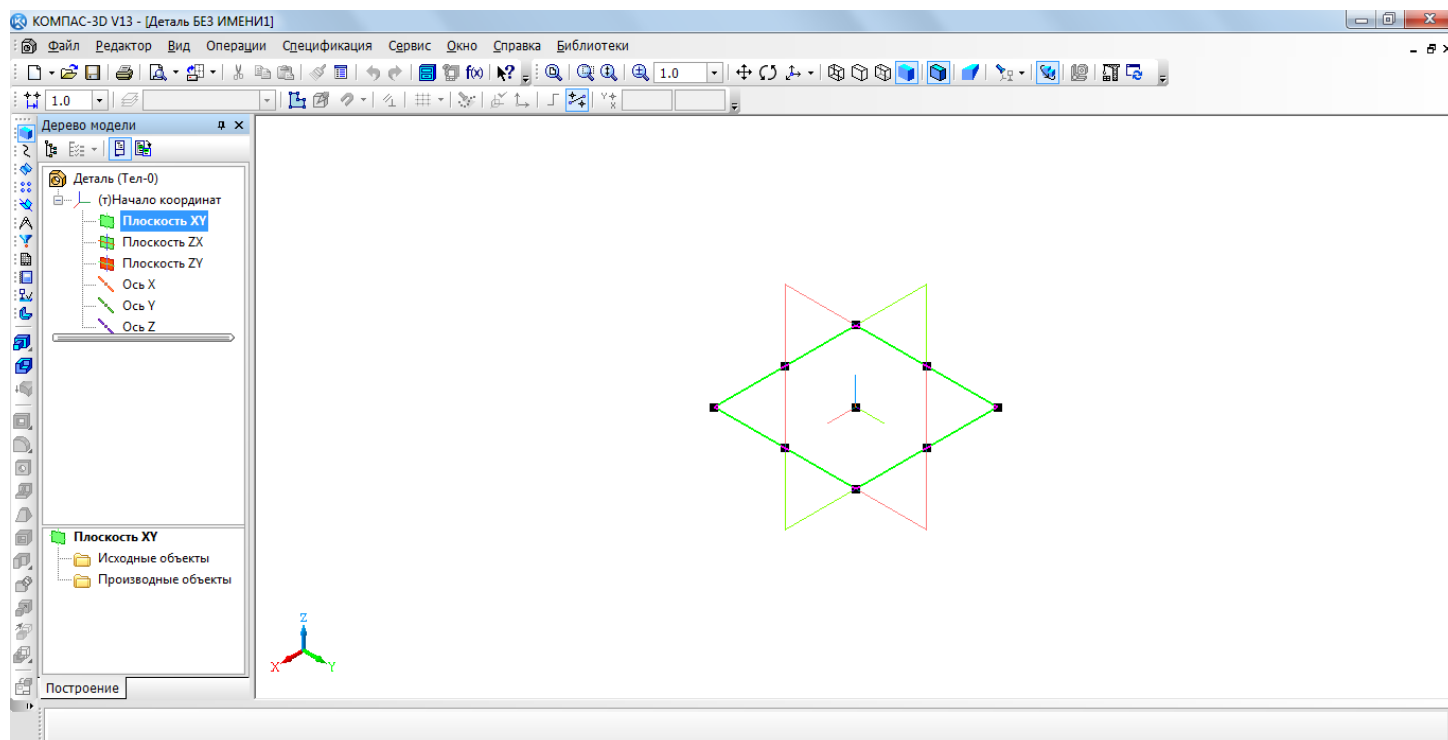 КОМПАС-3D V13 - [Деталь БЕЗ ИМЕНИ1]
Файл Редактор Вид Операции Спецификация Сервис Окно Справка Библиотеки
f(x) 1.0
1.0
Дерево модели
Деталь (Тел-0)
(т)Начало координат
Плоскость XY
Плоскость ZX
Плоскость ZY
Ось X
Ось Y
Ось Z
Плоскость XY
Исходные объекты
Производные объекты
Построение
Z
X Y